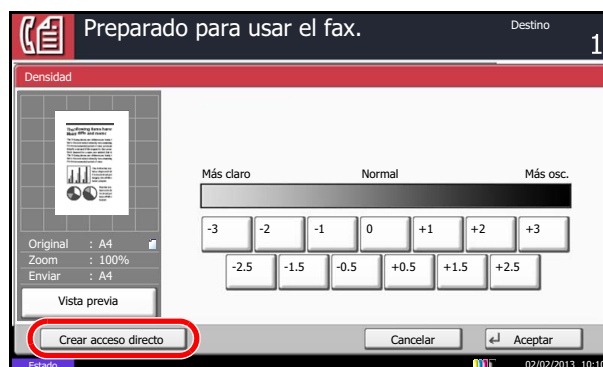 Preparado para usar el fax.
Destino
1
Densidad
Más claro Normal Más osc.
-3 -2 -1 0 +1 +2 +3
-2.5 -1.5 -0.5 +0.5 +1.5 +2.5
Original : A4
Zoom : 100%
Enviar : A4
Vista previa
Crear acceso directo Cancelar Aceptar
Estado 02/02/2013 10:10